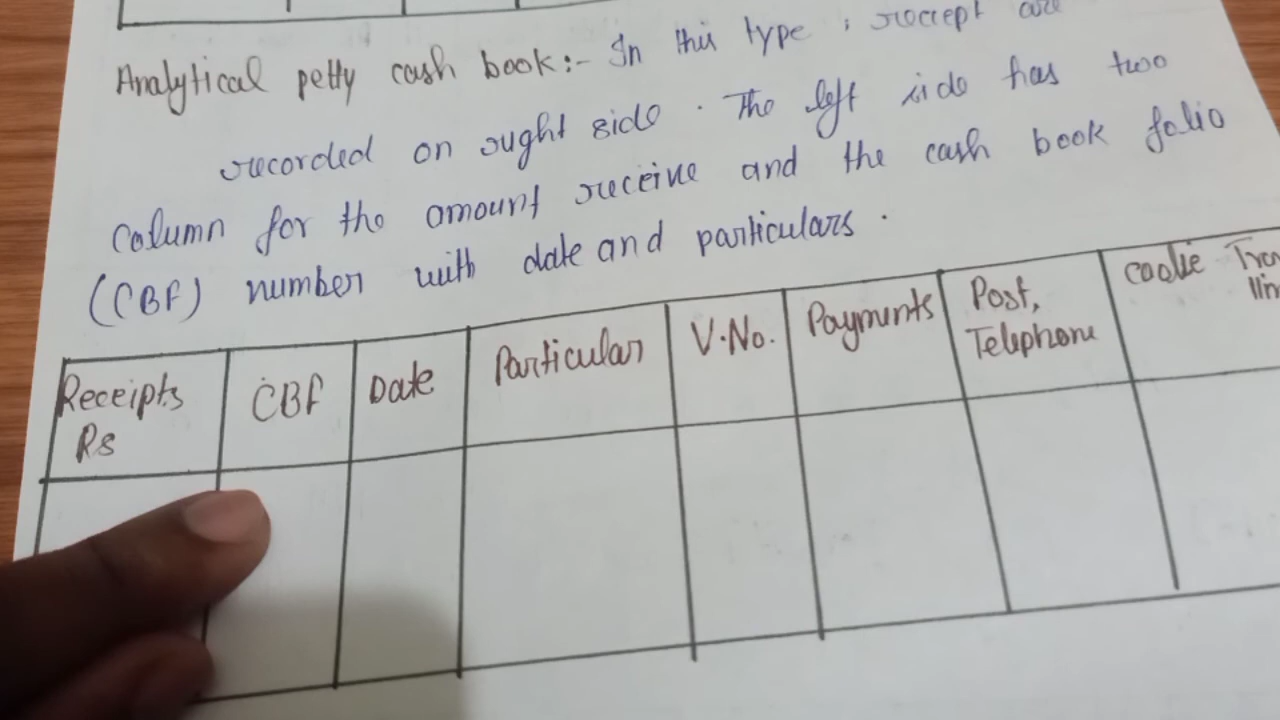 Analytical petty cash book:- In this type , receipt are
recorded on right side . The left side has two
Column for the amount receive and the cash book folio
(CBF) number with date and particulars .
Receipts Rs CBF Date Particular V.No. Payments Post, Telephone